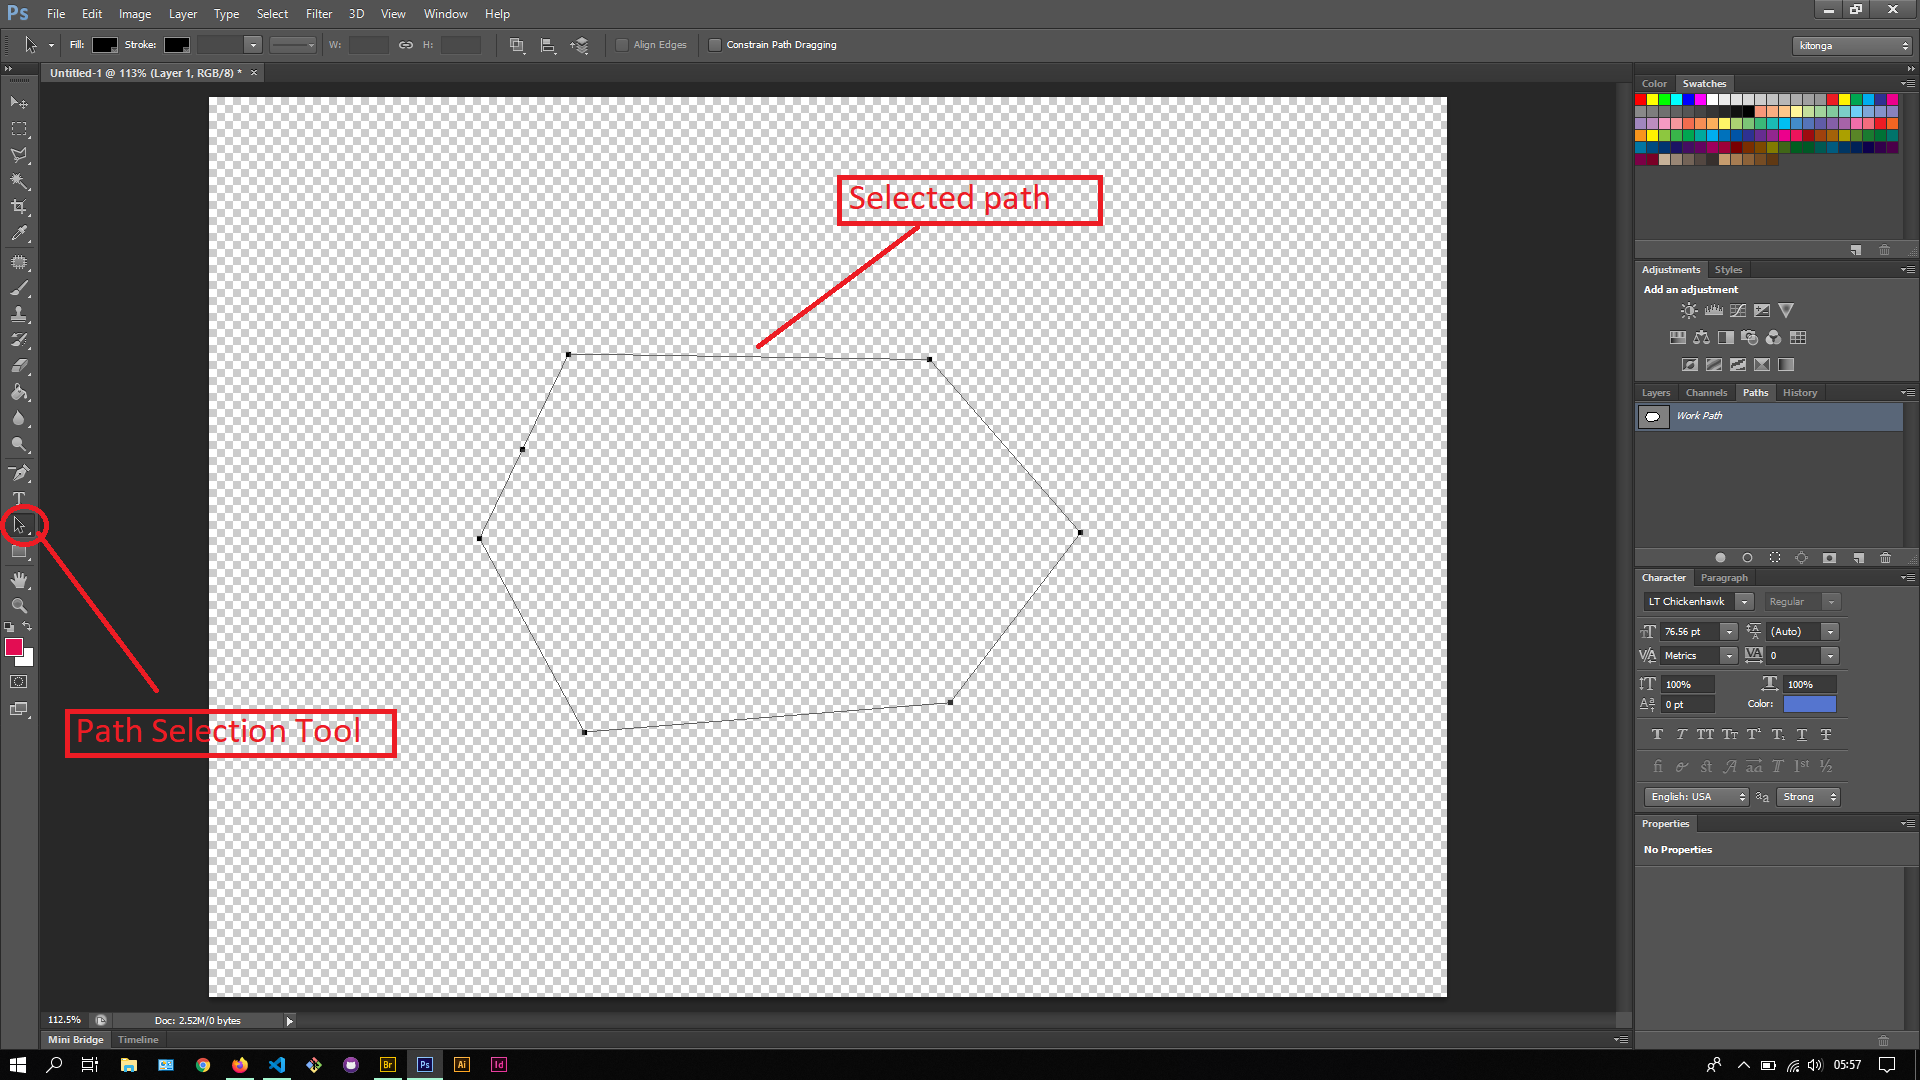 Ps File Edit Image Layer Type Select Filter 3D View Window Help
Fill: Stroke: W: H: Align Edges Constrain Path Dragging kitonga
Untitled-1 @ 113% (Layer 1, RGB/8) * ×
Color Swatches
Selected path
Adjustments Styles
Add an adjustment
Layers Channels Paths History
Work Path
Path Selection Tool
Character Paragraph
LT Chickenhawk Regular
76.56 pt (Auto)
Metrics 0
100% 100%
0 pt Color:
T T TT Tt T¹ T₁ T T
fi st A aa T 1st ½
English: USA aa Strong
Properties
No Properties
112.5% Doc: 2.52M/0 bytes
Mini Bridge Timeline
Br Ps Ai Id 05:57